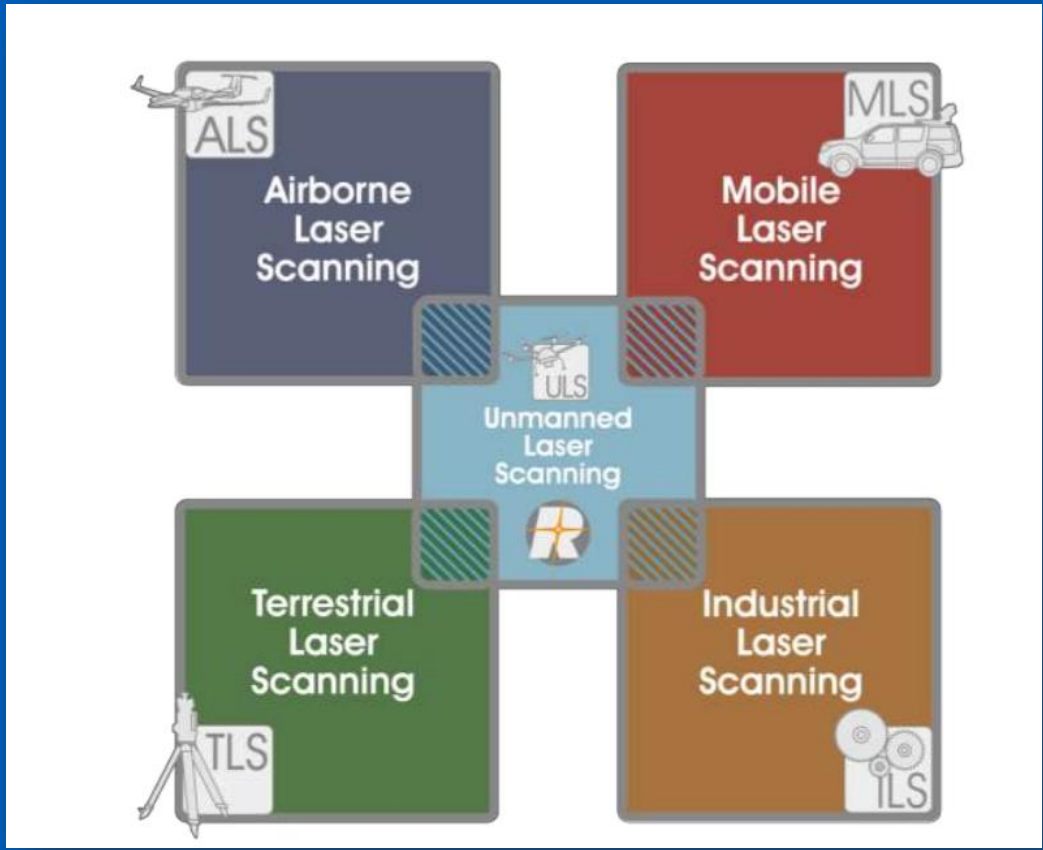 ALS
Airborne
Laser
Scanning
MLS
Mobile
Laser
Scanning
ULS
Unmanned
Laser
Scanning
R
Terrestrial
Laser
Scanning
TLS
Industrial
Laser
Scanning
ILS